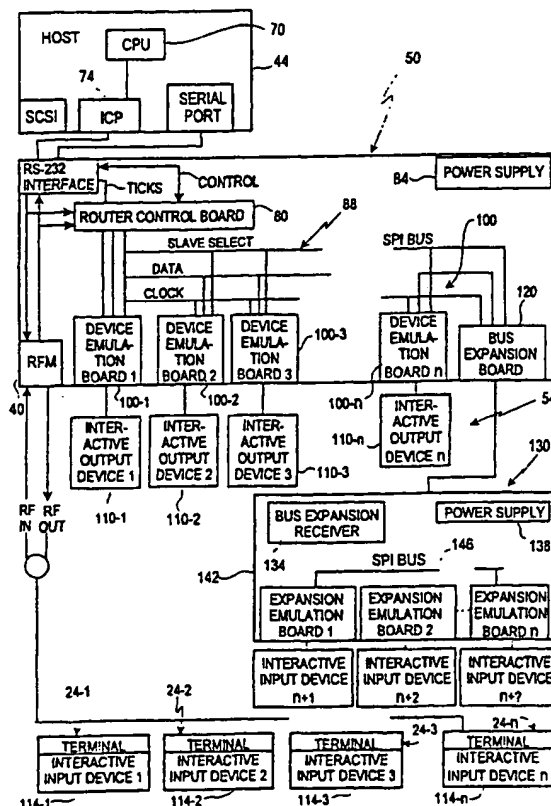 HOST
CPU
70
74
44
50
SCSI
ICP
SERIAL
PORT
RS-232
INTERFACE
TICKS
CONTROL
84
POWER SUPPLY
ROUTER CONTROL BOARD
80
88
SLAVE SELECT
DATA
CLOCK
SPI BUS
100
120
RFM
40
DEVICE
EMULA-
TION
BOARD 1
100-1
DEVICE
EMULA-
TION
BOARD 2
100-2
DEVICE
EMULA-
TION
BOARD 3
100-3
DEVICE
EMULA-
TION
BOARD n
100-n
BUS
EXPANSION
BOARD
INTER-
ACTIVE
OUTPUT
DEVICE 1
110-1
INTER-
ACTIVE
OUTPUT
DEVICE 2
110-2
INTER-
ACTIVE
OUTPUT
DEVICE 3
110-3
INTER-
ACTIVE
OUTPUT
DEVICE n
110-n
54
130
RF
IN
RF
OUT
BUS EXPANSION
RECEIVER
134
POWER SUPPLY
138
142
SPI BUS
146
EXPANSION
EMULATION
BOARD 1
EXPANSION
EMULATION
BOARD 2
EXPANSION
EMULATION
BOARD n
INTERACTIVE
INPUT DEVICE
n+1
INTERACTIVE
INPUT DEVICE
n+2
INTERACTIVE
INPUT DEVICE
n+?
24-1
24-2
24-3
24-n
TERMINAL
INTERACTIVE
INPUT DEVICE 1
114-1
TERMINAL
INTERACTIVE
INPUT DEVICE 2
114-2
TERMINAL
INTERACTIVE
INPUT DEVICE 3
114-3
TERMINAL
INTERACTIVE
INPUT DEVICE n
114-n